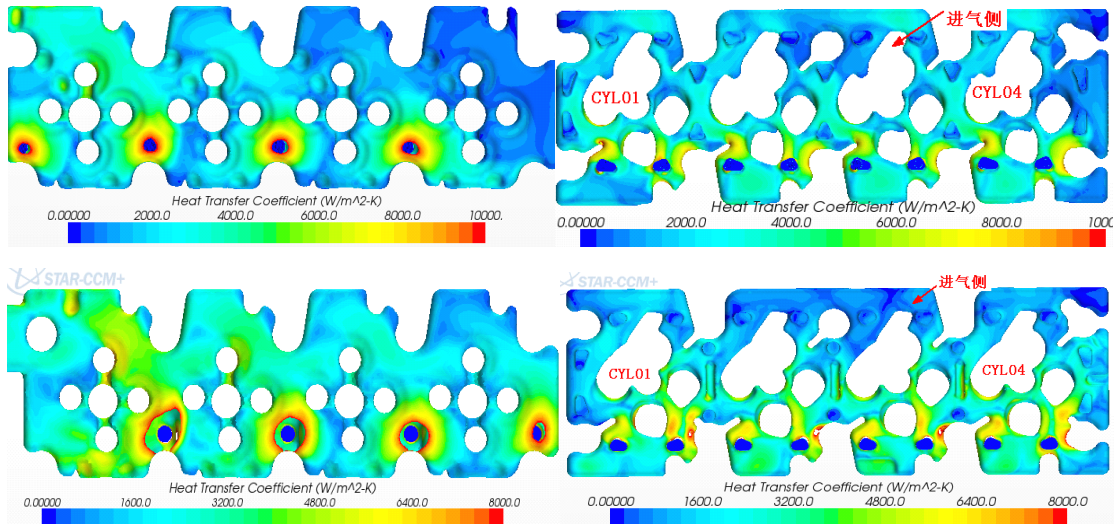 进气侧
CYL01
CYL04
Heat Transfer Coefficient (W/m^2-K)
0.00000 2000.0 4000.0 6000.0 8000.0 10000.
Heat Transfer Coefficient (W/m^2-K)
0.00000 2000.0 4000.0 6000.0 8000.0 1000
STAR-CCM+
STAR-CCM+
进气侧
CYL01
CYL04
Heat Transfer Coefficient (W/m^2-K)
0.00000 1600.0 3200.0 4800.0 6400.0 8000.0
Heat Transfer Coefficient (W/m^2-K)
0.00000 1600.0 3200.0 4800.0 6400.0 8000.0